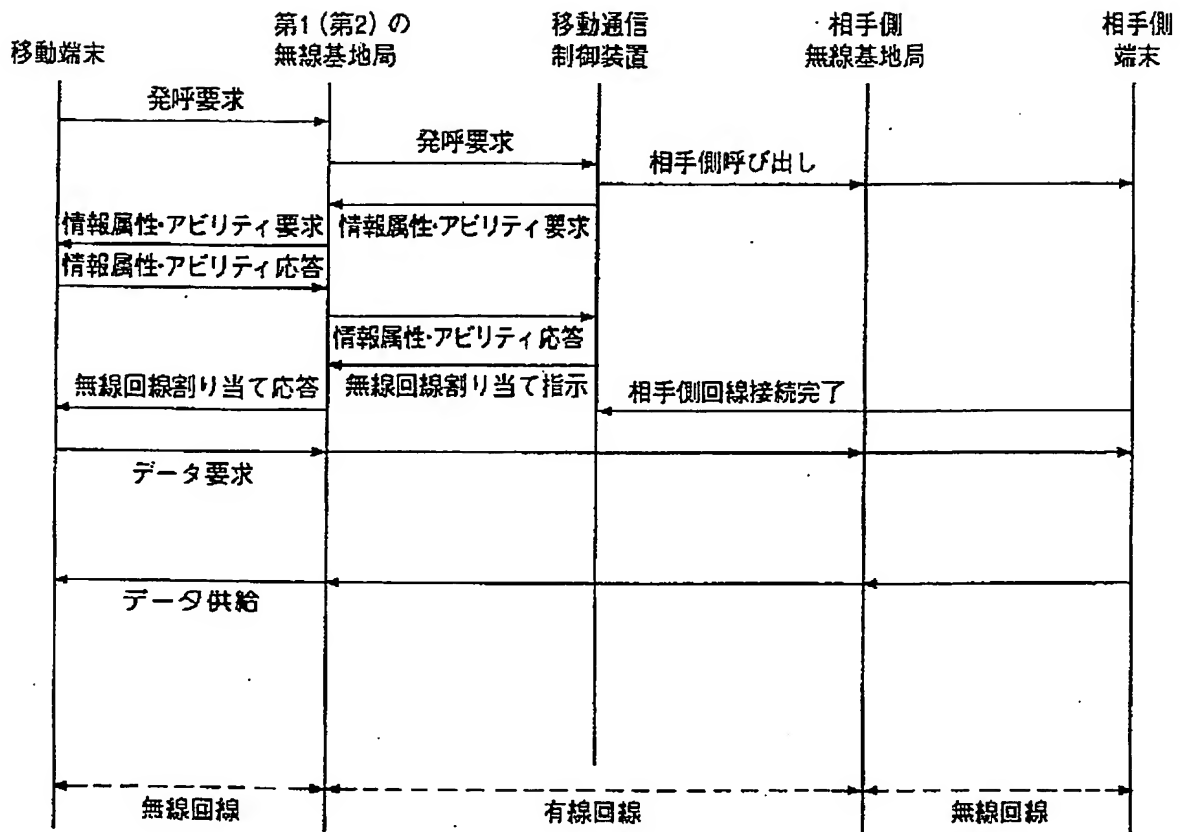 移動端末
第1(第2)の
無線基地局
移動通信
制御装置
相手側
無線基地局
相手側
端末
発呼要求
発呼要求
相手側呼び出し
情報属性・アビリティ要求
情報属性・アビリティ要求
情報属性・アビリティ応答
情報属性・アビリティ応答
無線回線割り当て応答
無線回線割り当て指示
相手側回線接続完了
データ要求
データ供給
無線回線
有線回線
無線回線